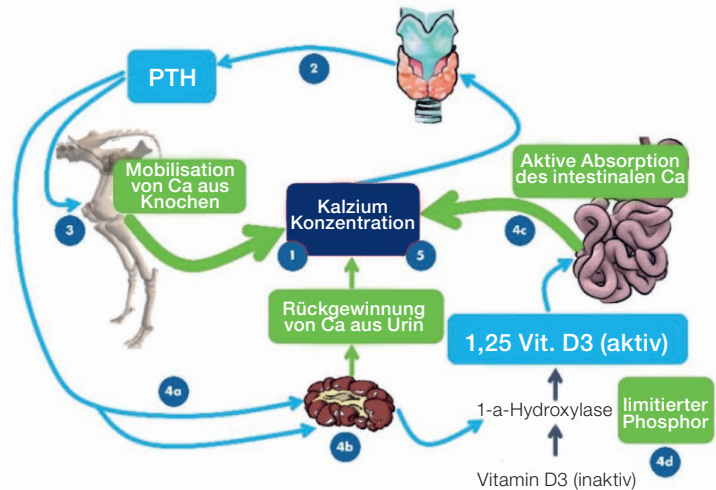 PTH
2
Mobilisation
von Ca aus
Knochen
3
Kalzium
Konzentration
1
5
Aktive Absorption
des intestinalen Ca
4c
Rückgewinnung
von Ca aus Urin
1,25 Vit. D3 (aktiv)
4a
4b
1-a-Hydroxylase
limitierter
Phosphor
4d
Vitamin D3 (inaktiv)